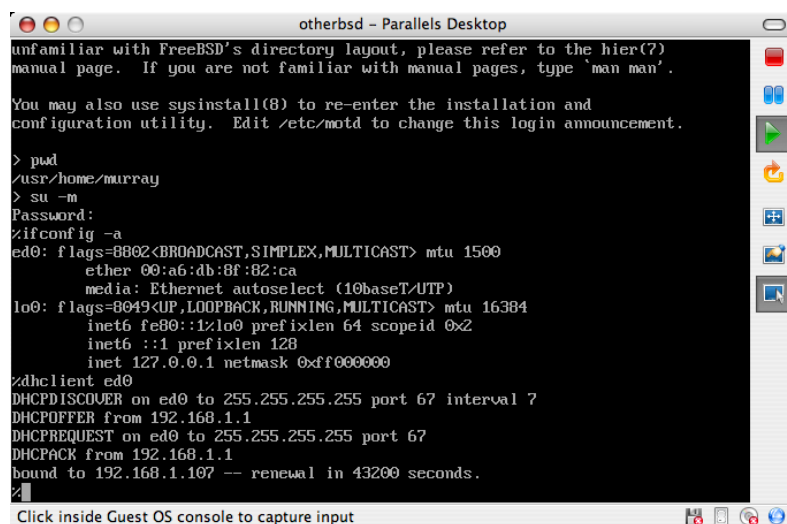 otherbsd – Parallels Desktop
unfamiliar with FreeBSD's directory layout, please refer to the hier(7)
manual page.  If you are not familiar with manual pages, type `man man'.
You may also use sysinstall(8) to re-enter the installation and
configuration utility.  Edit /etc/motd to change this login announcement.
> pwd
/usr/home/murray
> su -m
Password:
%ifconfig -a
ed0: flags=8802<BROADCAST,SIMPLEX,MULTICAST> mtu 1500
        ether 00:a6:db:8f:82:ca
        media: Ethernet autoselect (10baseT/UTP)
lo0: flags=8049<UP,LOOPBACK,RUNNING,MULTICAST> mtu 16384
        inet6 fe80::1%lo0 prefixlen 64 scopeid 0x2
        inet6 ::1 prefixlen 128
        inet 127.0.0.1 netmask 0xff000000
%dhclient ed0
DHCPDISCOVER on ed0 to 255.255.255.255 port 67 interval 7
DHCPOFFER from 192.168.1.1
DHCPREQUEST on ed0 to 255.255.255.255 port 67
DHCPACK from 192.168.1.1
bound to 192.168.1.107 -- renewal in 43200 seconds.
%
Click inside Guest OS console to capture input